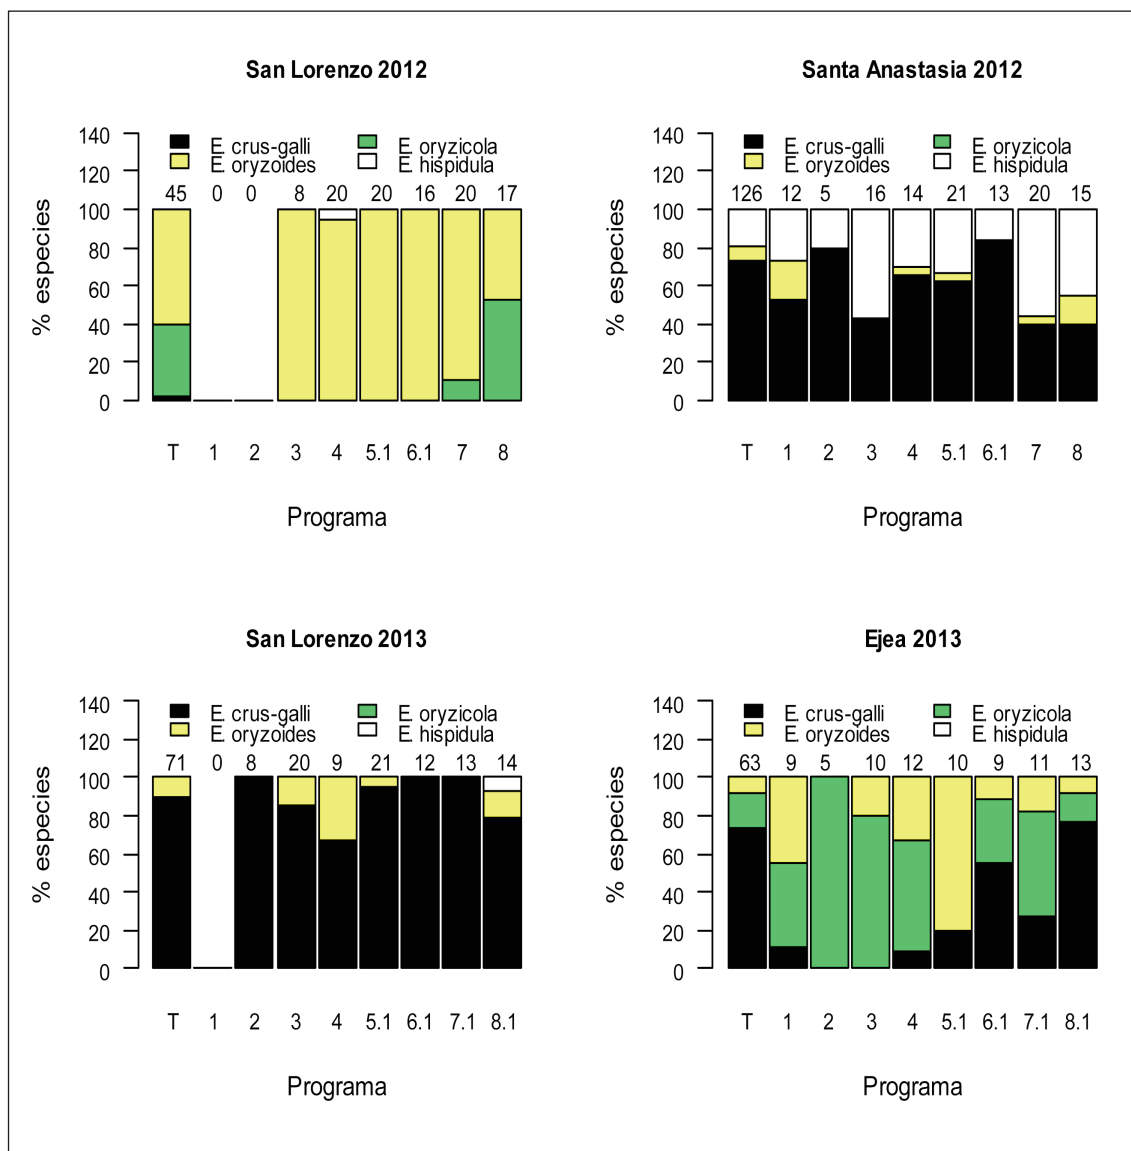 San Lorenzo 2012
E. crus-galli E. oryzicola
E. oryzoides E. hispidula
140
120
100
80
60
40
20
0
% especies
45 0 0 8 20 20 16 20 17
T 1 2 3 4 5.1 6.1 7 8
Programa
Santa Anastasia 2012
E. crus-galli E. oryzicola
E. oryzoides E. hispidula
140
120
100
80
60
40
20
0
% especies
126 12 5 16 14 21 13 20 15
T 1 2 3 4 5.1 6.1 7 8
Programa
San Lorenzo 2013
E. crus-galli E. oryzicola
E. oryzoides E. hispidula
140
120
100
80
60
40
20
0
% especies
71 0 8 20 9 21 12 13 14
T 1 2 3 4 5.1 6.1 7.1 8.1
Programa
Ejea 2013
E. crus-galli E. oryzicola
E. oryzoides E. hispidula
140
120
100
80
60
40
20
0
% especies
63 9 5 10 12 10 9 11 13
T 1 2 3 4 5.1 6.1 7.1 8.1
Programa